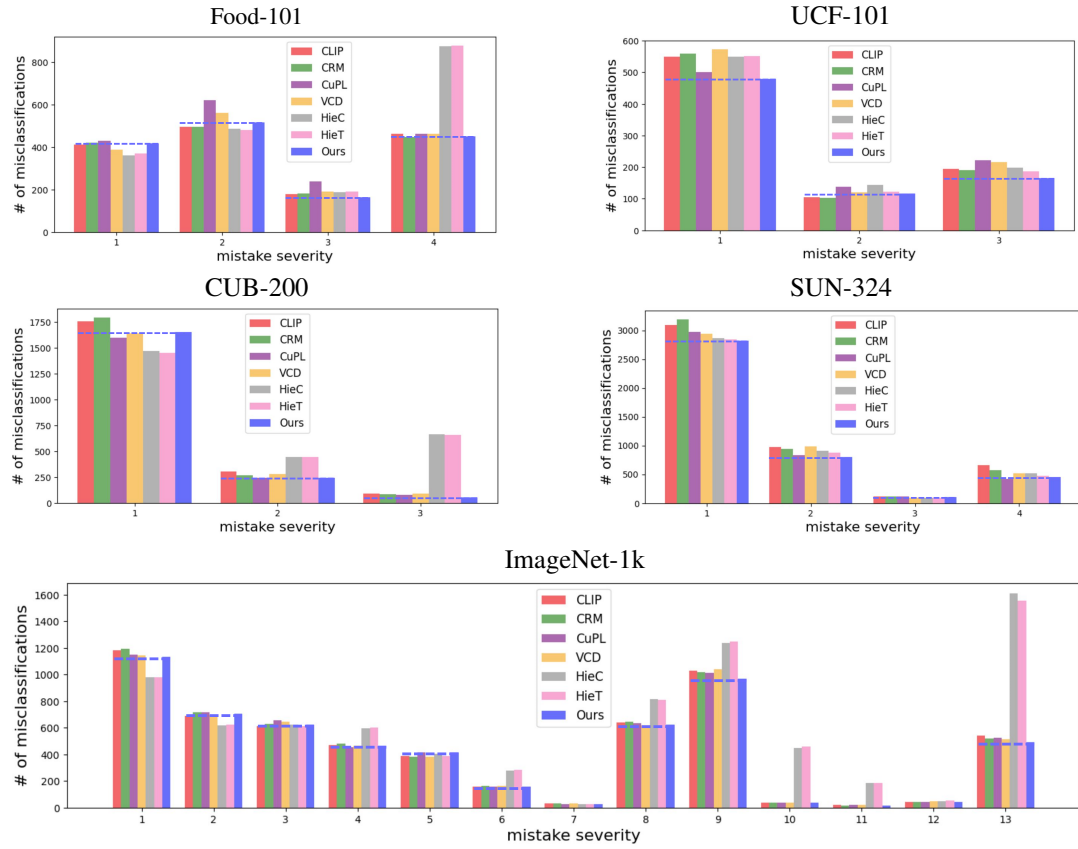 Food-101
# of misclassifications
800
600
400
200
0
CLIP
CRM
CuPL
VCD
HieC
HieT
Ours
1 2 3 4
mistake severity
UCF-101
# of misclassifications
600
500
400
300
200
100
0
CLIP
CRM
CuPL
VCD
HieC
HieT
Ours
1 2 3
mistake severity
CUB-200
# of misclassifications
1750
1500
1250
1000
750
500
250
0
CLIP
CRM
CuPL
VCD
HieC
HieT
Ours
1 2 3
mistake severity
SUN-324
# of misclassifications
3000
2500
2000
1500
1000
500
0
CLIP
CRM
CuPL
VCD
HieC
HieT
Ours
1 2 3 4
mistake severity
ImageNet-1k
# of misclassifications
1600
1400
1200
1000
800
600
400
200
0
CLIP
CRM
CuPL
VCD
HieC
HieT
Ours
1 2 3 4 5 6 7 8 9 10 11 12 13
mistake severity